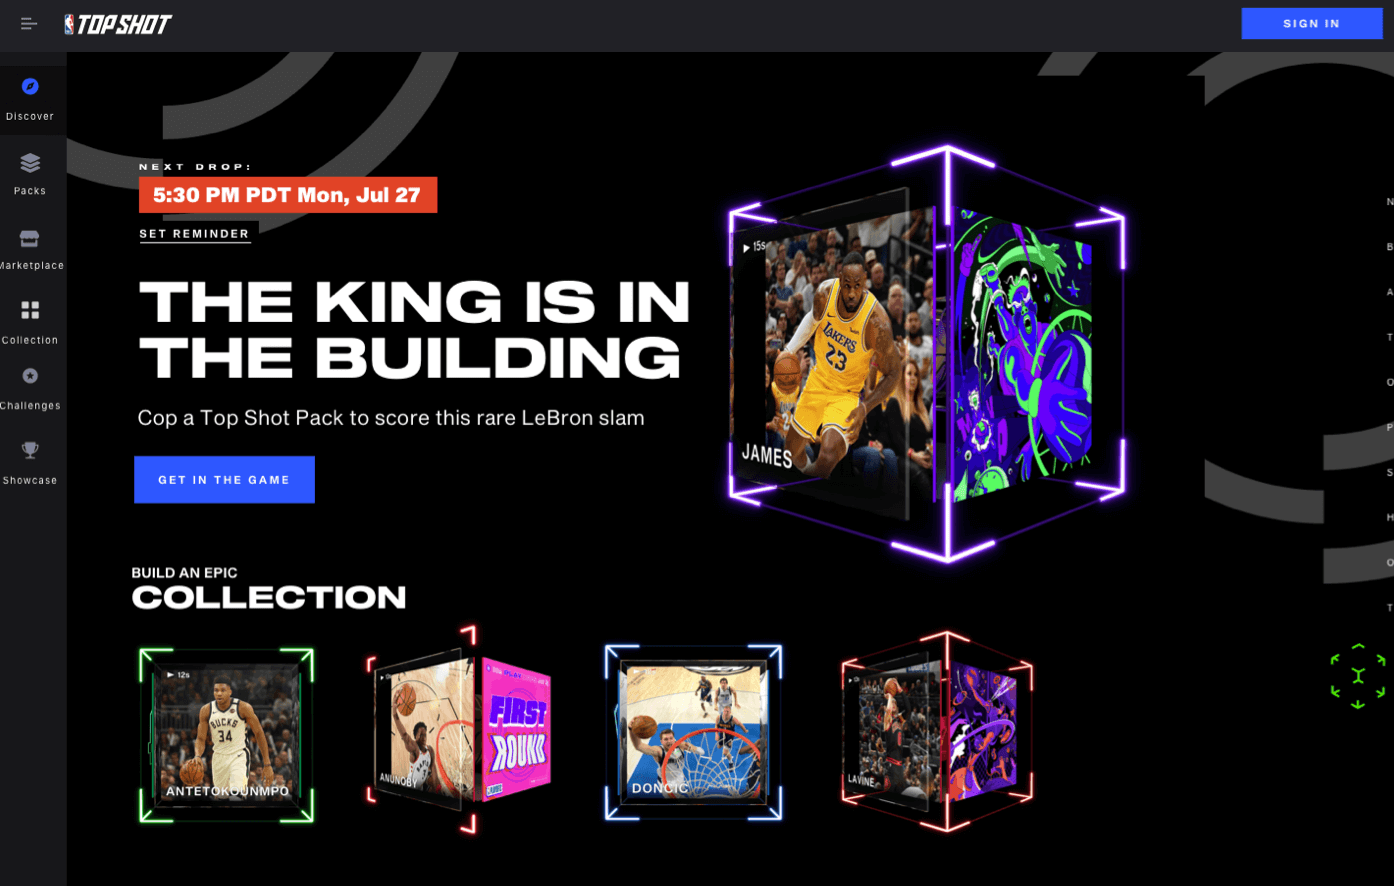 TOP SHOT
SIGN IN
Discover
Packs
Marketplace
Collection
Challenges
Showcase
NEXT DROP:
5:30 PM PDT Mon, Jul 27
SET REMINDER
THE KING IS IN
THE BUILDING
Cop a Top Shot Pack to score this rare LeBron slam
GET IN THE GAME
15s
LAKERS
23
JAMES
N
B
A
T
O
P
S
H
O
T
BUILD AN EPIC
COLLECTION
12s
BUCKS
34
ANTETOKOUNMPO
ANUNOBY
FIRST
ROUND
DONCIC
LAVINE